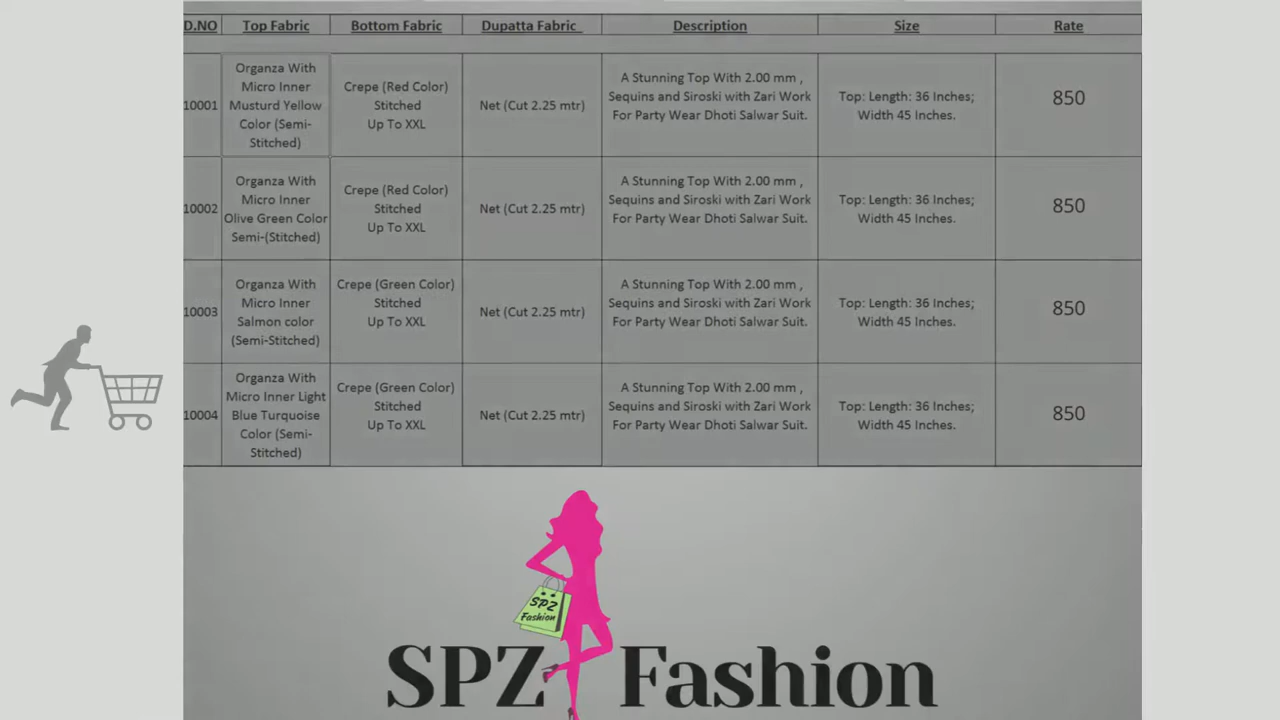 D.NO Top Fabric Bottom Fabric Dupatta Fabric Description Size Rate
10001
Organza With
Micro Inner
Musturd Yellow
Color (Semi-
Stitched)
Crepe (Red Color)
Stitched
Up To XXL
Net (Cut 2.25 mtr)
A Stunning Top With 2.00 mm ,
Sequins and Siroski with Zari Work
For Party Wear Dhoti Salwar Suit.
Top: Length: 36 Inches;
Width 45 Inches.
850
10002
Organza With
Micro Inner
Olive Green Color
Semi-(Stitched)
Crepe (Red Color)
Stitched
Up To XXL
Net (Cut 2.25 mtr)
A Stunning Top With 2.00 mm ,
Sequins and Siroski with Zari Work
For Party Wear Dhoti Salwar Suit.
Top: Length: 36 Inches;
Width 45 Inches.
850
10003
Organza With
Micro Inner
Salmon color
(Semi-Stitched)
Crepe (Green Color)
Stitched
Up To XXL
Net (Cut 2.25 mtr)
A Stunning Top With 2.00 mm ,
Sequins and Siroski with Zari Work
For Party Wear Dhoti Salwar Suit.
Top: Length: 36 Inches;
Width 45 Inches.
850
10004
Organza With
Micro Inner Light
Blue Turquoise
Color (Semi-
Stitched)
Crepe (Green Color)
Stitched
Up To XXL
Net (Cut 2.25 mtr)
A Stunning Top With 2.00 mm ,
Sequins and Siroski with Zari Work
For Party Wear Dhoti Salwar Suit.
Top: Length: 36 Inches;
Width 45 Inches.
850
SPZ
Fashion
SPZ Fashion